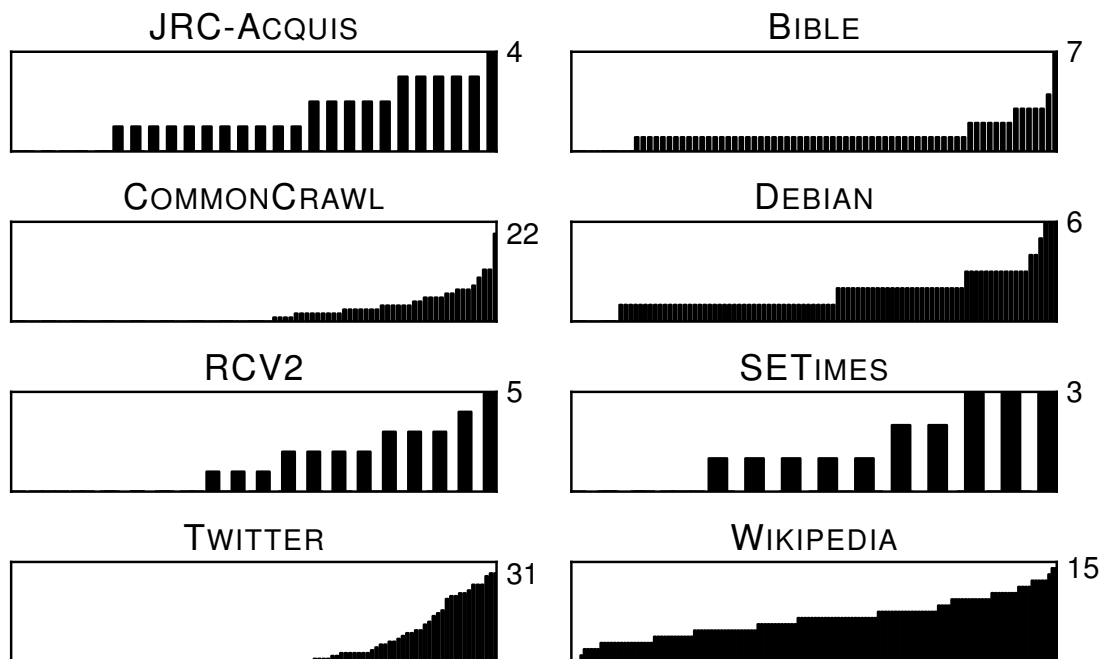 JRC-ACQUIS
4
BIBLE
7
COMMONCRAWL
22
DEBIAN
6
RCV2
5
SETIMES
3
TWITTER
31
WIKIPEDIA
15